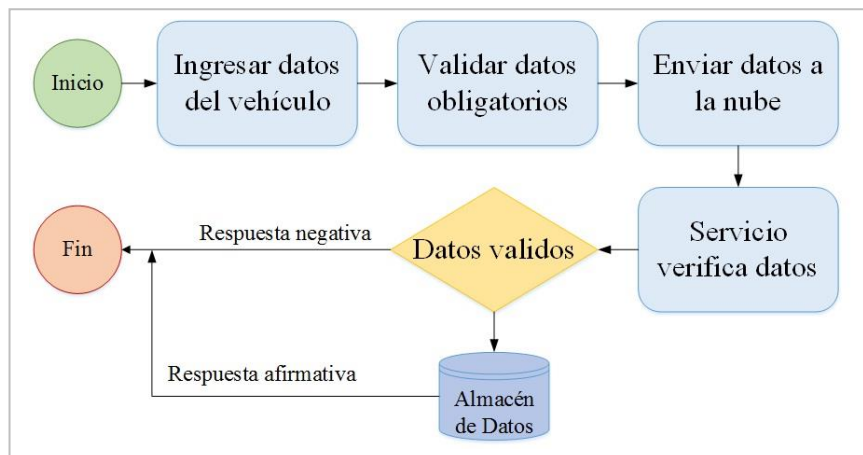 Inicio
Ingresar datos
del vehículo
Validar datos
obligatorios
Enviar datos a
la nube
Servicio
verifica datos
Datos validos
Respuesta negativa
Fin
Respuesta afirmativa
Almacén
de Datos